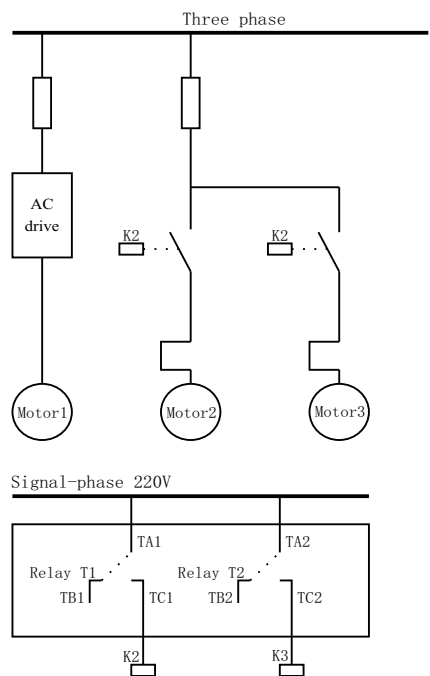 Three phase
AC
drive
K2
K2
Motor1
Motor2
Motor3
Signal-phase 220V
TA1
TA2
Relay T1
Relay T2
TB1
TC1
TB2
TC2
K2
K3